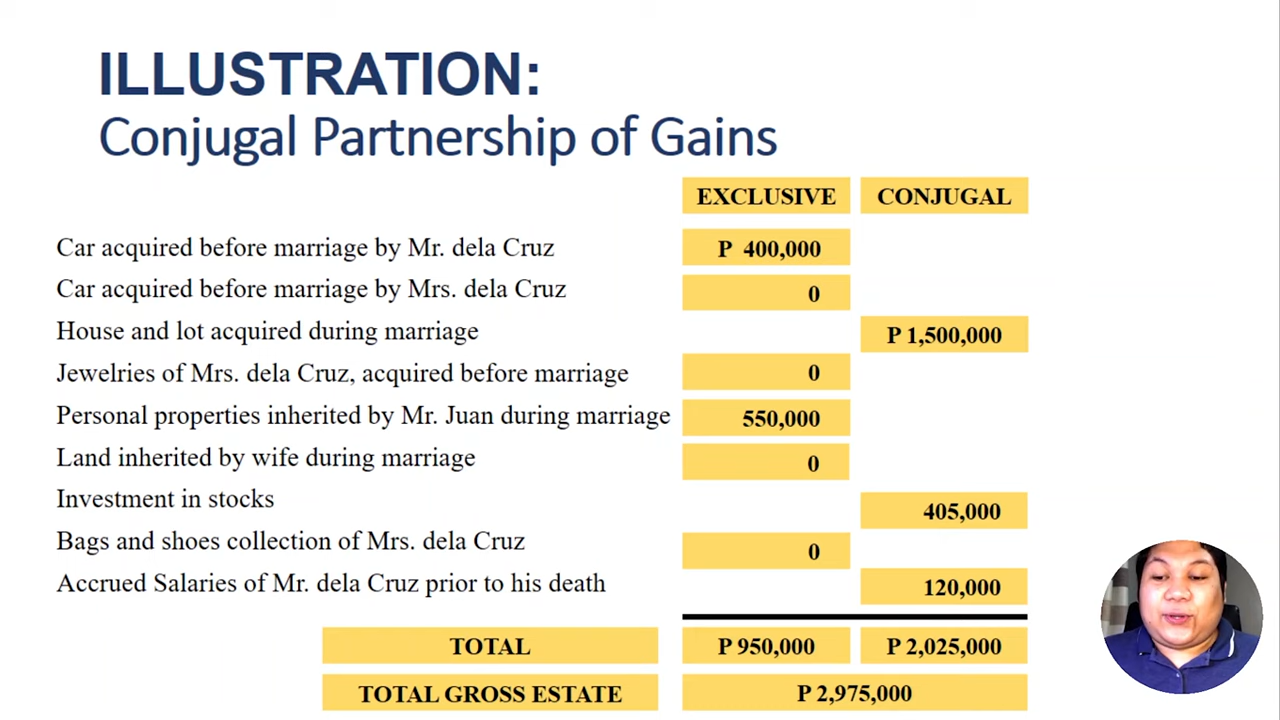 ILLUSTRATION:
Conjugal Partnership of Gains
EXCLUSIVE CONJUGAL
Car acquired before marriage by Mr. dela Cruz P 400,000
Car acquired before marriage by Mrs. dela Cruz 0
House and lot acquired during marriage P 1,500,000
Jewelries of Mrs. dela Cruz, acquired before marriage 0
Personal properties inherited by Mr. Juan during marriage 550,000
Land inherited by wife during marriage 0
Investment in stocks 405,000
Bags and shoes collection of Mrs. dela Cruz 0
Accrued Salaries of Mr. dela Cruz prior to his death 120,000
TOTAL P 950,000 P 2,025,000
TOTAL GROSS ESTATE P 2,975,000